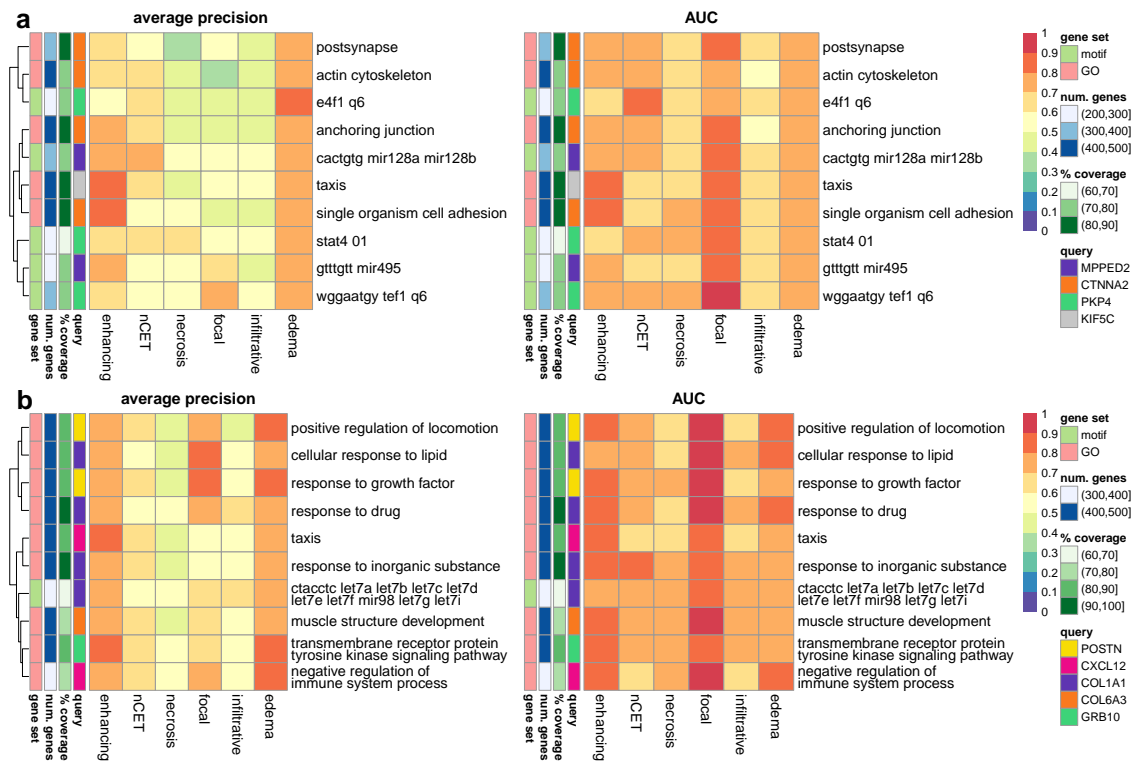 a
average precision
AUC
postsynapse
actin cytoskeleton
e4f1 q6
anchoring junction
cactgtg mir128a mir128b
taxis
single organism cell adhesion
stat4 01
gtttgtt mir495
wggaatgy tef1 q6
gene set
num. genes
% coverage
query
enhancing
nCET
necrosis
focal
infiltrative
edema
postsynapse
actin cytoskeleton
e4f1 q6
anchoring junction
cactgtg mir128a mir128b
taxis
single organism cell adhesion
stat4 01
gtttgtt mir495
wggaatgy tef1 q6
gene set
num. genes
% coverage
query
enhancing
nCET
necrosis
focal
infiltrative
edema
1
0.9
0.8
0.7
0.6
0.5
0.4
0.3
0.2
0.1
0
gene set
motif
GO
num. genes
(200,300]
(300,400]
(400,500]
% coverage
(60,70]
(70,80]
(80,90]
query
MPPED2
CTNNA2
PKP4
KIF5C
b
average precision
AUC
positive regulation of locomotion
cellular response to lipid
response to growth factor
response to drug
taxis
response to inorganic substance
ctacctc let7a let7b let7c let7d
let7e let7f mir98 let7g let7i
muscle structure development
transmembrane receptor protein
tyrosine kinase signaling pathway
negative regulation of
immune system process
gene set
num. genes
% coverage
query
enhancing
nCET
necrosis
focal
infiltrative
edema
positive regulation of locomotion
cellular response to lipid
response to growth factor
response to drug
taxis
response to inorganic substance
ctacctc let7a let7b let7c let7d
let7e let7f mir98 let7g let7i
muscle structure development
transmembrane receptor protein
tyrosine kinase signaling pathway
negative regulation of
immune system process
gene set
num. genes
% coverage
query
enhancing
nCET
necrosis
focal
infiltrative
edema
1
0.9
0.8
0.7
0.6
0.5
0.4
0.3
0.2
0.1
0
gene set
motif
GO
num. genes
(300,400]
(400,500]
% coverage
(60,70]
(70,80]
(80,90]
(90,100]
query
POSTN
CXCL12
COL1A1
COL6A3
GRB10